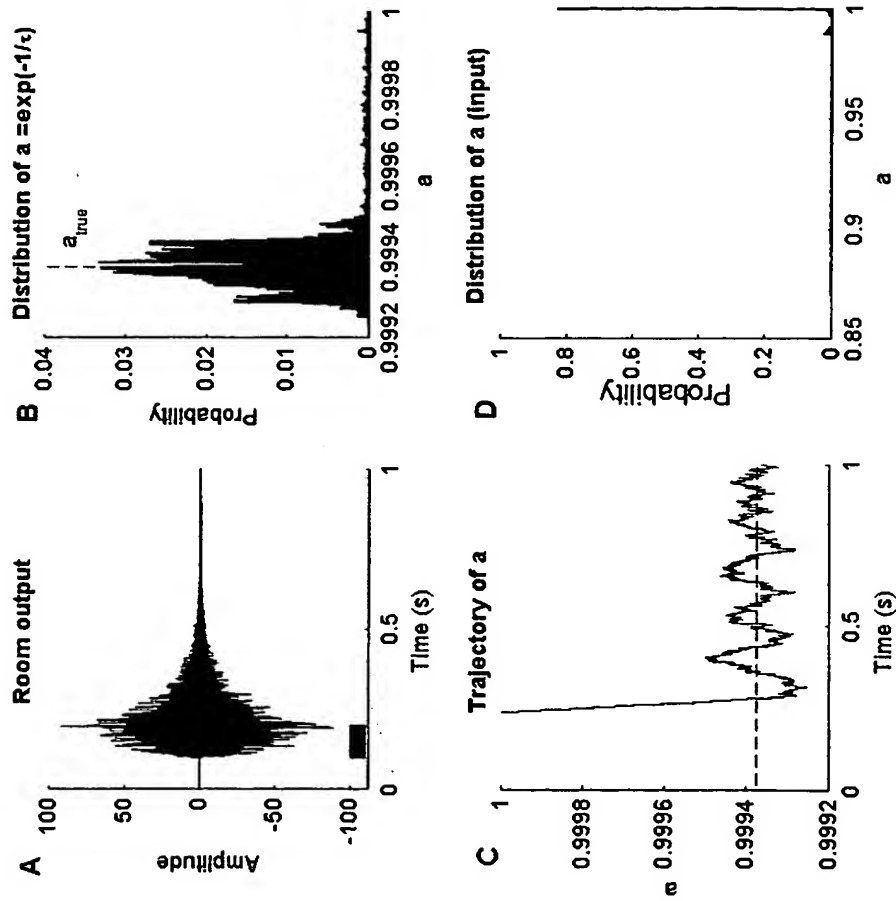 A
Room output
Amplitude
100
50
0
-50
-100
0
0.5
1
Time (s)
B
Distribution of a =exp(-1/τ)
a_true
Probability
0.04
0.03
0.02
0.01
0
0.9992
0.9994
0.9996
0.9998
1
a
C
Trajectory of a
a
1
0.9998
0.9996
0.9994
0.9992
0
0.5
1
Time (s)
D
Distribution of a (input)
Probability
1
0.8
0.6
0.4
0.2
0
0.85
0.9
0.95
1
a